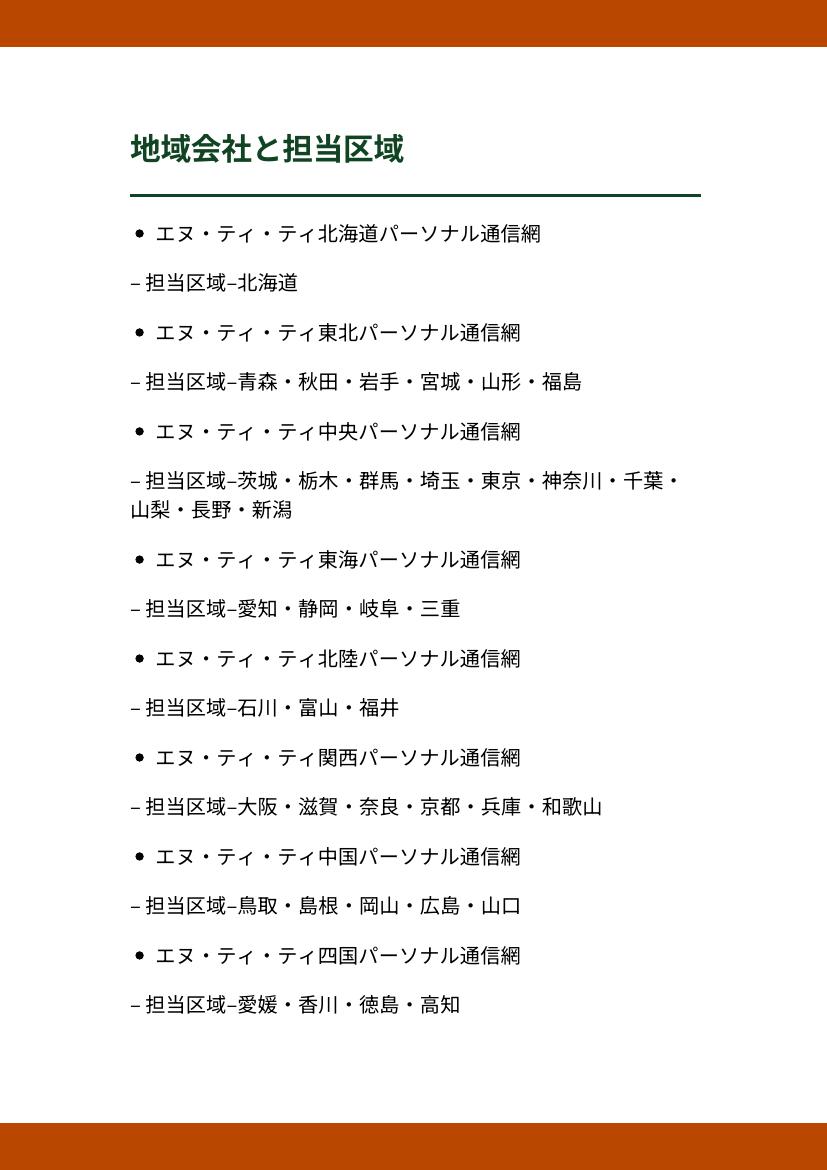 地域会社と担当区域
• エヌ・ティ・ティ北海道パーソナル通信網
– 担当区域–北海道
• エヌ・ティ・ティ東北パーソナル通信網
– 担当区域–青森・秋田・岩手・宮城・山形・福島
• エヌ・ティ・ティ中央パーソナル通信網
– 担当区域–茨城・栃木・群馬・埼玉・東京・神奈川・千葉・
山梨・長野・新潟
• エヌ・ティ・ティ東海パーソナル通信網
– 担当区域–愛知・静岡・岐阜・三重
• エヌ・ティ・ティ北陸パーソナル通信網
– 担当区域–石川・富山・福井
• エヌ・ティ・ティ関西パーソナル通信網
– 担当区域–大阪・滋賀・奈良・京都・兵庫・和歌山
• エヌ・ティ・ティ中国パーソナル通信網
– 担当区域–鳥取・島根・岡山・広島・山口
• エヌ・ティ・ティ四国パーソナル通信網
– 担当区域–愛媛・香川・徳島・高知